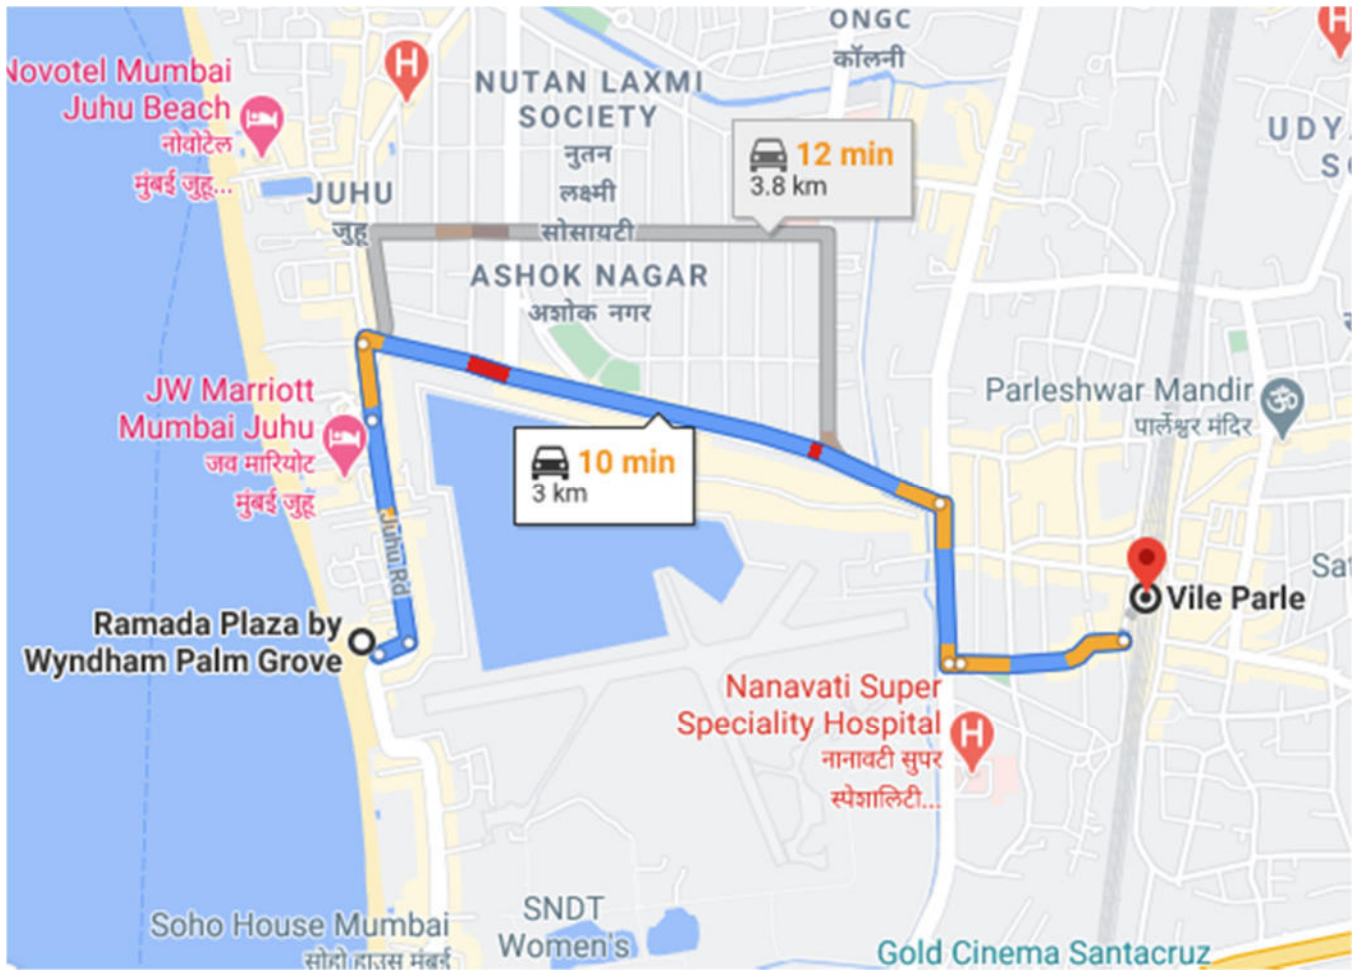 ONGC
कॉलनी
Novotel Mumbai
Juhu Beach
नोवोटेल
मुंबई जुहू...
H
H
NUTAN LAXMI
SOCIETY
नुतन
लक्ष्मी
सोसायटी
12 min
3.8 km
JUHU
जुहू
ASHOK NAGAR
अशोक नगर
JW Marriott
Mumbai Juhu
जव मारियोट
मुंबई जुहू
10 min
3 km
Parleshwar Mandir
पार्लेश्वर मंदिर
ॐ
Juhu Rd
Ramada Plaza by
Wyndham Palm Grove
Vile Parle
Nanavati Super
Speciality Hospital
नानावटी सुपर
स्पेशालिटी...
H
Soho House Mumbai
सोहो हाउस मुंबई
SNDT
Women's
Gold Cinema Santacruz